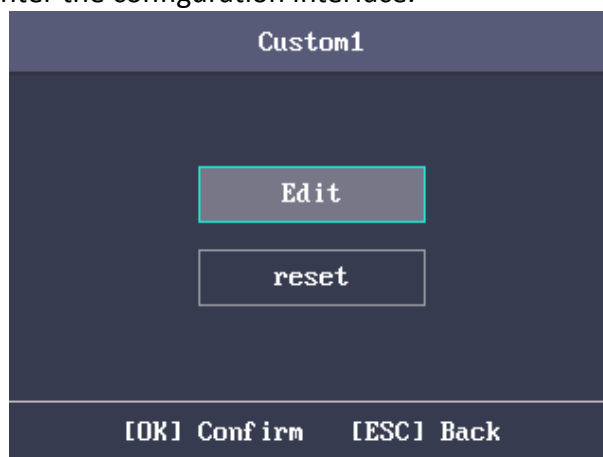 nter the configuration interface.
Custom1
Edit
reset
[OK] Confirm [ESC] Back